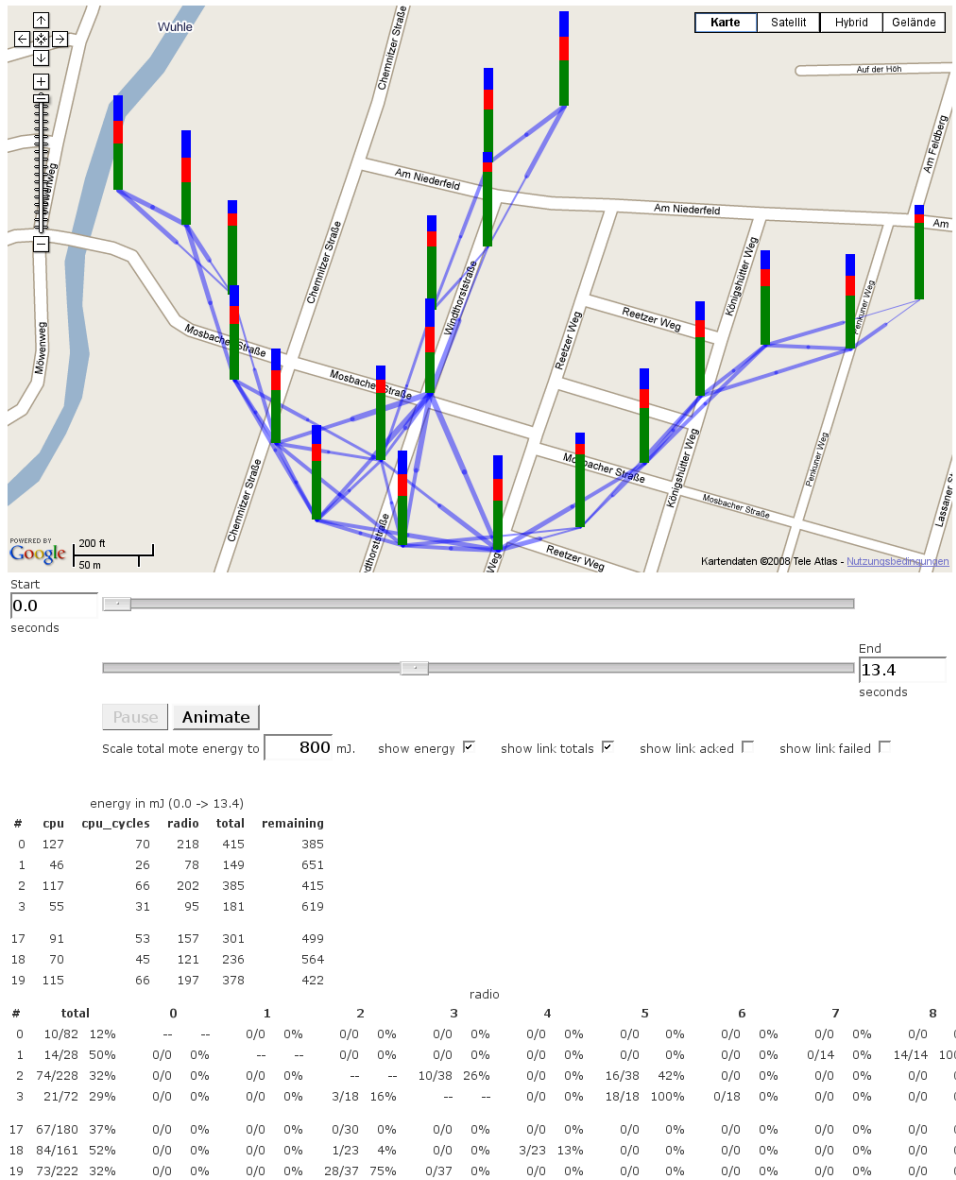 Wuhle
Chemnitzer Straße
Karte Satellit Hybrid Gelände
Auf der Höh
Am Feldberg
Möwenweg
Am Niederfeld
Am Niederfeld
Am
Chemnitzer Straße
Windthorststraße
Königshütter Weg
Penkuner Weg
Reetzer Weg
Reetzer Weg
Möwenweg
Mosbacher Straße
Mosbacher Straße
Mosbacher Straße
Königshütter Weg
Penkuner Weg
Mosbacher Straße
Chemnitzer Straße
Windthorststraße
Weg
Reetzer Weg
Lassaner S
POWERED BY
Google
200 ft
50 m
Kartendaten ©2008 Tele Atlas - Nutzungsbedingungen
Start
0.0
seconds
End
13.4
seconds
Pause Animate
Scale total mote energy to 800 mJ. show energy show link totals show link acked show link failed
energy in mJ (0.0 -> 13.4)
# cpu cpu_cycles radio total remaining
0 127 70 218 415 385
1 46 26 78 149 651
2 117 66 202 385 415
3 55 31 95 181 619
17 91 53 157 301 499
18 70 45 121 236 564
19 115 66 197 378 422
radio
# total 0 1 2 3 4 5 6 7 8
0 10/82 12% -- -- 0/0 0% 0/0 0% 0/0 0% 0/0 0% 0/0 0% 0/0 0% 0/0 0% 0/0 0
1 14/28 50% 0/0 0% -- -- 0/0 0% 0/0 0% 0/0 0% 0/0 0% 0/0 0% 0/14 0% 14/14 100
2 74/228 32% 0/0 0% 0/0 0% -- -- 10/38 26% 0/0 0% 16/38 42% 0/0 0% 0/0 0% 0/0 0
3 21/72 29% 0/0 0% 0/0 0% 3/18 16% -- -- 0/0 0% 18/18 100% 0/18 0% 0/0 0% 0/0 0
17 67/180 37% 0/0 0% 0/0 0% 0/30 0% 0/0 0% 0/0 0% 0/0 0% 0/0 0% 0/0 0% 0/0 0
18 84/161 52% 0/0 0% 0/0 0% 1/23 4% 0/0 0% 3/23 13% 0/0 0% 0/0 0% 0/0 0% 0/0 0
19 73/222 32% 0/0 0% 0/0 0% 28/37 75% 0/37 0% 0/0 0% 0/0 0% 0/0 0% 0/0 0% 0/0 0